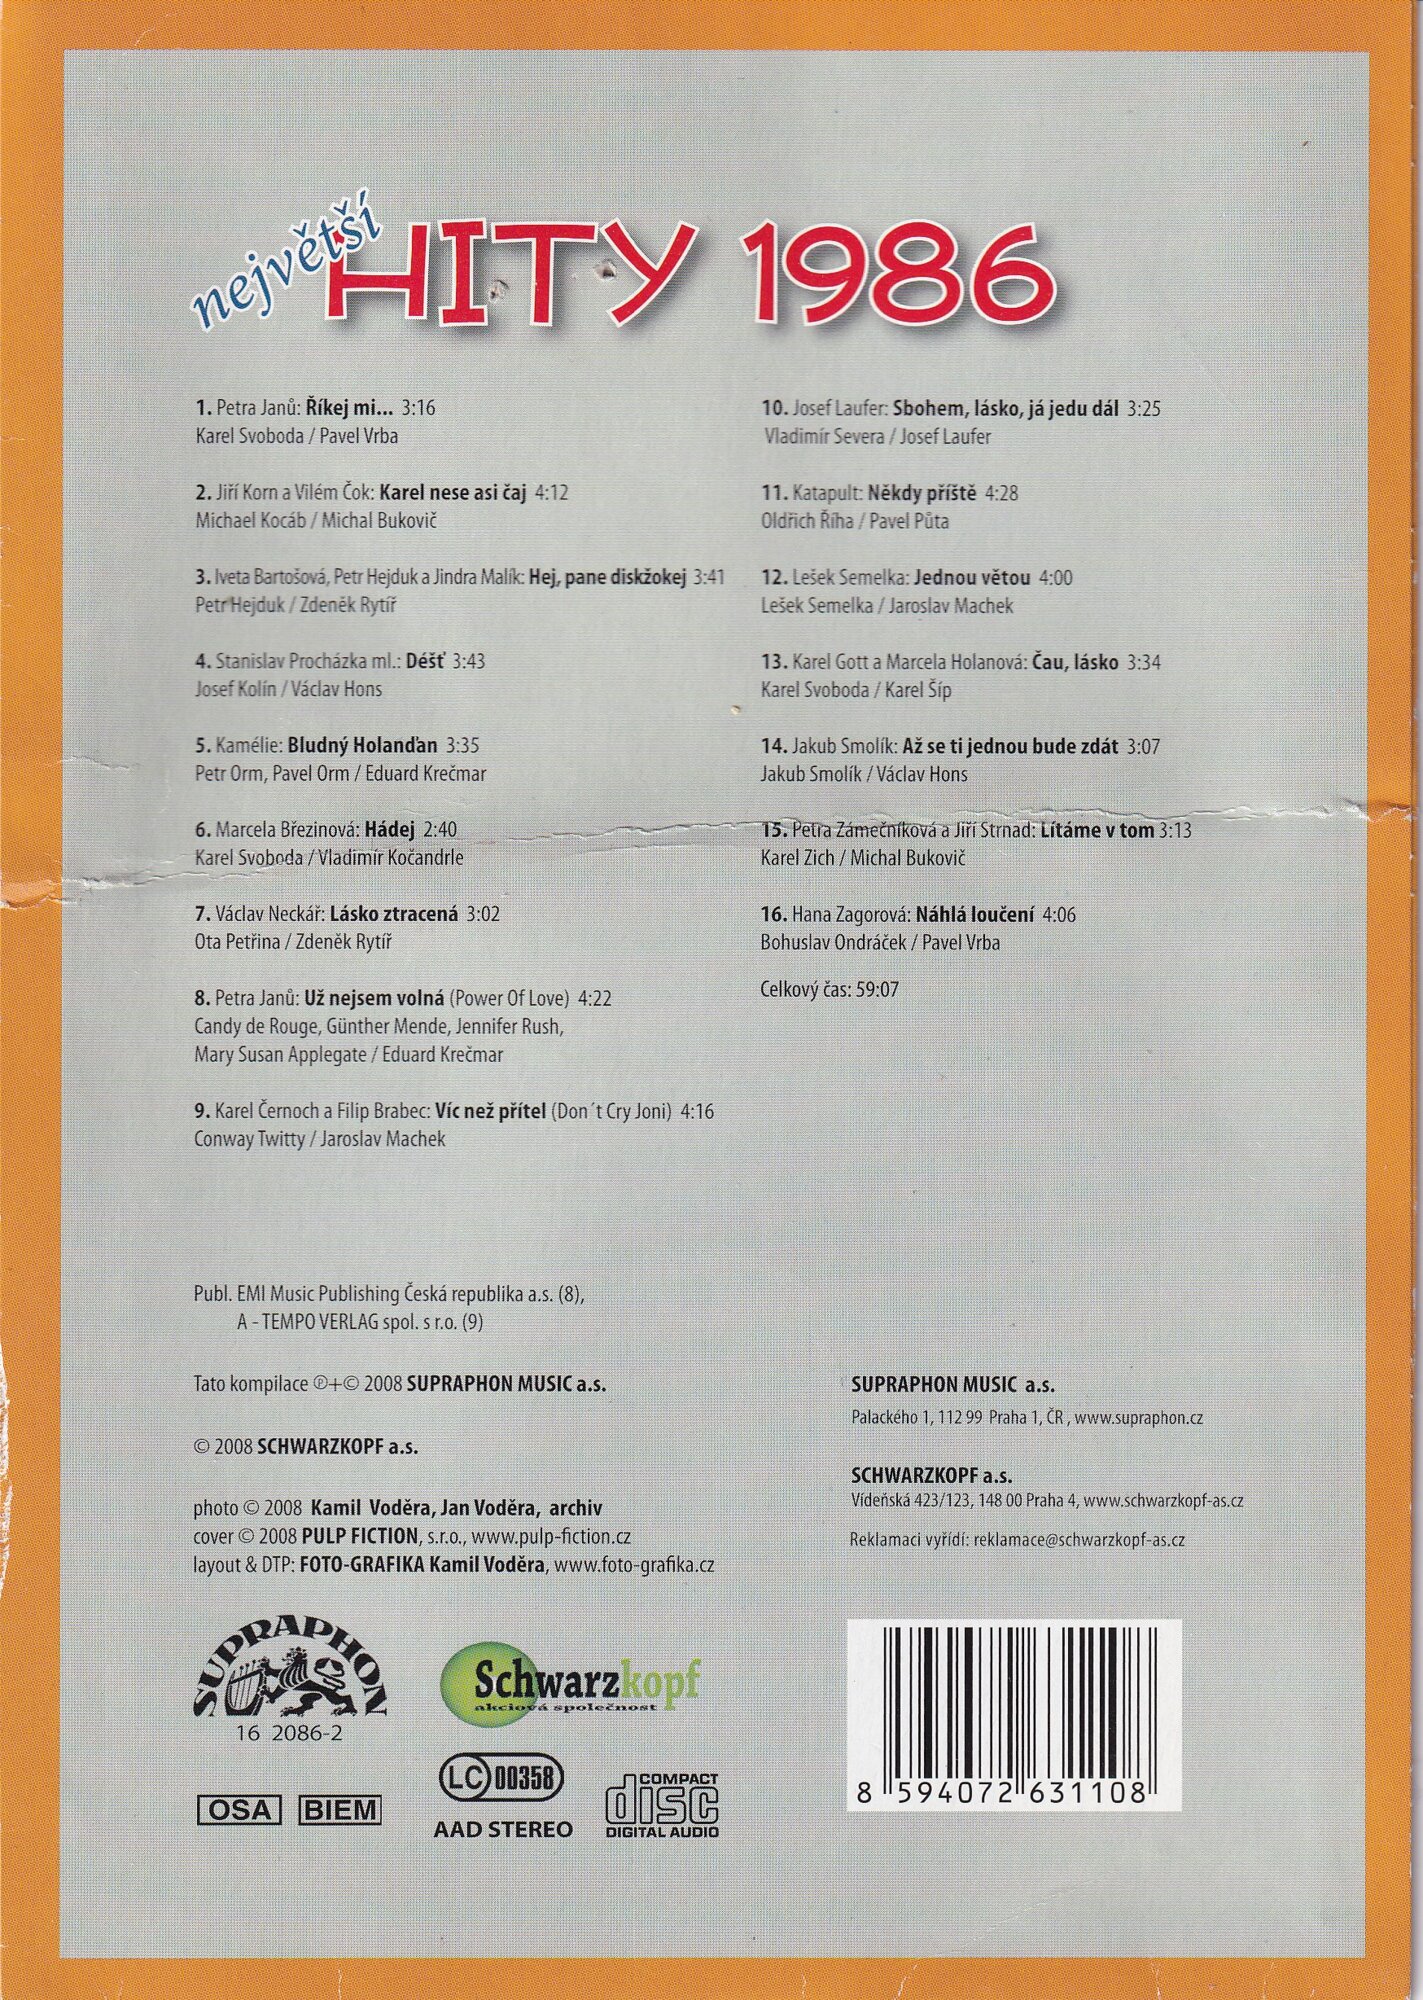 největší
HITY 1986
1. Petra Janů: Říkej mi... 3:16
Karel Svoboda / Pavel Vrba
2. Jiří Korn a Vilém Čok: Karel nese asi čaj 4:12
Michael Kocáb / Michal Bukovič
3. Iveta Bartošová, Petr Hejduk a Jindra Malík: Hej, pane diskžokej 3:41
Petr Hejduk / Zdeněk Rytíř
4. Stanislav Procházka ml.: Déšť 3:43
Josef Kolín / Václav Hons
5. Kamélie: Bludný Holanďan 3:35
Petr Orm, Pavel Orm / Eduard Krečmar
6. Marcela Březinová: Hádej 2:40
Karel Svoboda / Vladimír Kočandrle
7. Václav Neckář: Lásko ztracená 3:02
Ota Petřina / Zdeněk Rytíř
8. Petra Janů: Už nejsem volná (Power Of Love) 4:22
Candy de Rouge, Günther Mende, Jennifer Rush,
Mary Susan Applegate / Eduard Krečmar
9. Karel Černoch a Filip Brabec: Víc než přítel (Don´t Cry Joni) 4:16
Conway Twitty / Jaroslav Machek
10. Josef Laufer: Sbohem, lásko, já jedu dál 3:25
Vladimír Severa / Josef Laufer
11. Katapult: Někdy příště 4:28
Oldřich Říha / Pavel Půta
12. Lešek Semelka: Jednou větou 4:00
Lešek Semelka / Jaroslav Machek
13. Karel Gott a Marcela Holanová: Čau, lásko 3:34
Karel Svoboda / Karel Šíp
14. Jakub Smolík: Až se ti jednou bude zdát 3:07
Jakub Smolík / Václav Hons
15. Petra Zámečníková a Jiří Strnad: Lítáme v tom 3:13
Karel Zich / Michal Bukovič
16. Hana Zagorová: Náhlá loučení 4:06
Bohuslav Ondráček / Pavel Vrba
Celkový čas: 59:07
Publ. EMI Music Publishing Česká republika a.s. (8),
A - TEMPO VERLAG spol. s r.o. (9)
Tato kompilace ℗+© 2008 SUPRAPHON MUSIC a.s.
© 2008 SCHWARZKOPF a.s.
photo © 2008 Kamil Voděra, Jan Voděra, archiv
cover © 2008 PULP FICTION, s.r.o., www.pulp-fiction.cz
layout & DTP: FOTO-GRAFIKA Kamil Voděra, www.foto-grafika.cz
SUPRAPHON MUSIC a.s.
Palackého 1, 112 99 Praha 1, ČR , www.supraphon.cz
SCHWARZKOPF a.s.
Vídeňská 423/123, 148 00 Praha 4, www.schwarzkopf-as.cz
Reklamaci vyřídí: reklamace@schwarzkopf-as.cz
SUPRAPHON
16 2086-2
Schwarzkopf
akciová společnost
OSA BIEM
LC 00358
AAD STEREO
COMPACT
disc
DIGITAL AUDIO
8 594072 631108